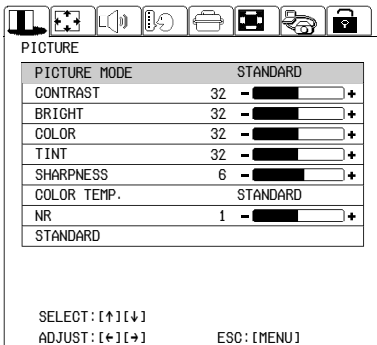 PICTURE
PICTURE MODE STANDARD
CONTRAST 32 - +
BRIGHT 32 - +
COLOR 32 - +
TINT 32 - +
SHARPNESS 6 - +
COLOR TEMP. STANDARD
NR 1 - +
STANDARD
SELECT:[↑][↓]
ADJUST:[←][→] ESC:[MENU]